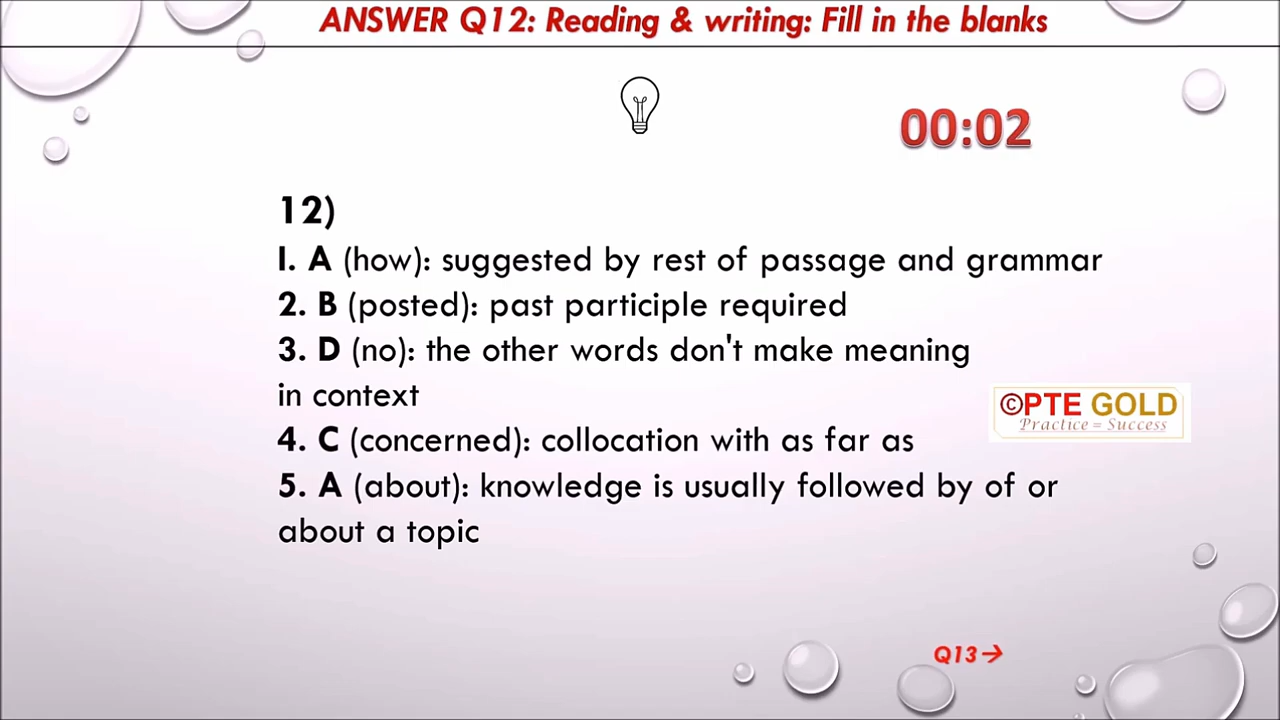 ANSWER Q12: Reading & writing: Fill in the blanks
00:02
12)
1. A (how): suggested by rest of passage and grammar
2. B (posted): past participle required
3. D (no): the other words don't make meaning
in context
©PTE GOLD
Practice = Success
4. C (concerned): collocation with as far as
5. A (about): knowledge is usually followed by of or
about a topic
Q13→